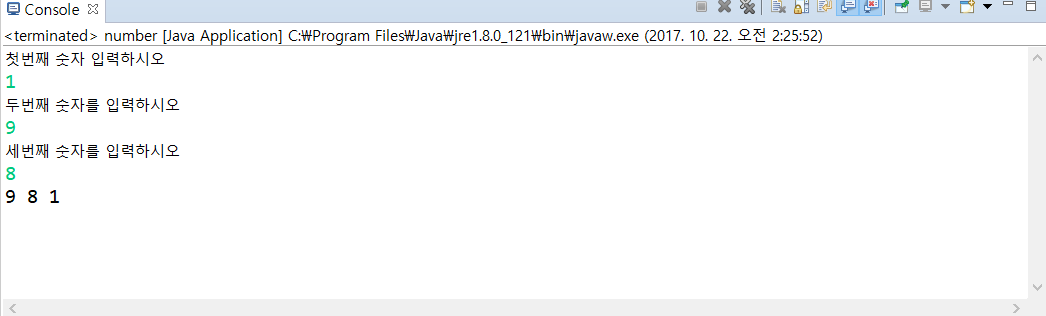 Console
<terminated> number [Java Application] C:₩Program Files₩Java₩jre1.8.0_121₩bin₩javaw.exe (2017. 10. 22. 오전 2:25:52)
첫번째 숫자 입력하시오
1
두번째 숫자를 입력하시오
9
세번째 숫자를 입력하시오
8
9 8 1